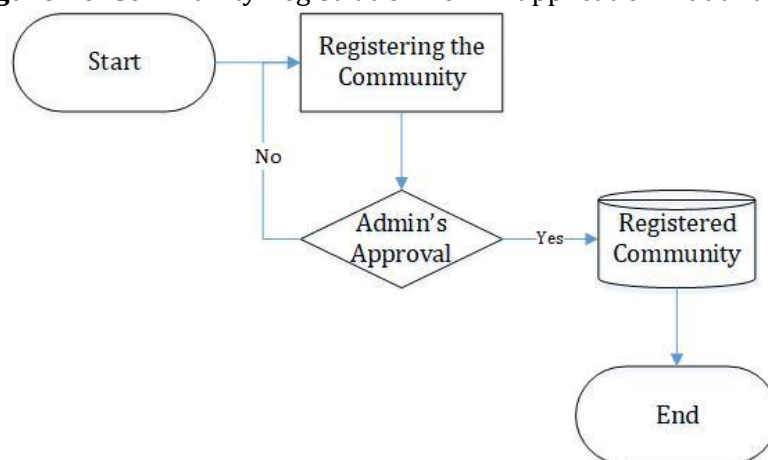 Start
Registering the
Community
No
Admin's
Approval
Yes
Registered
Community
End